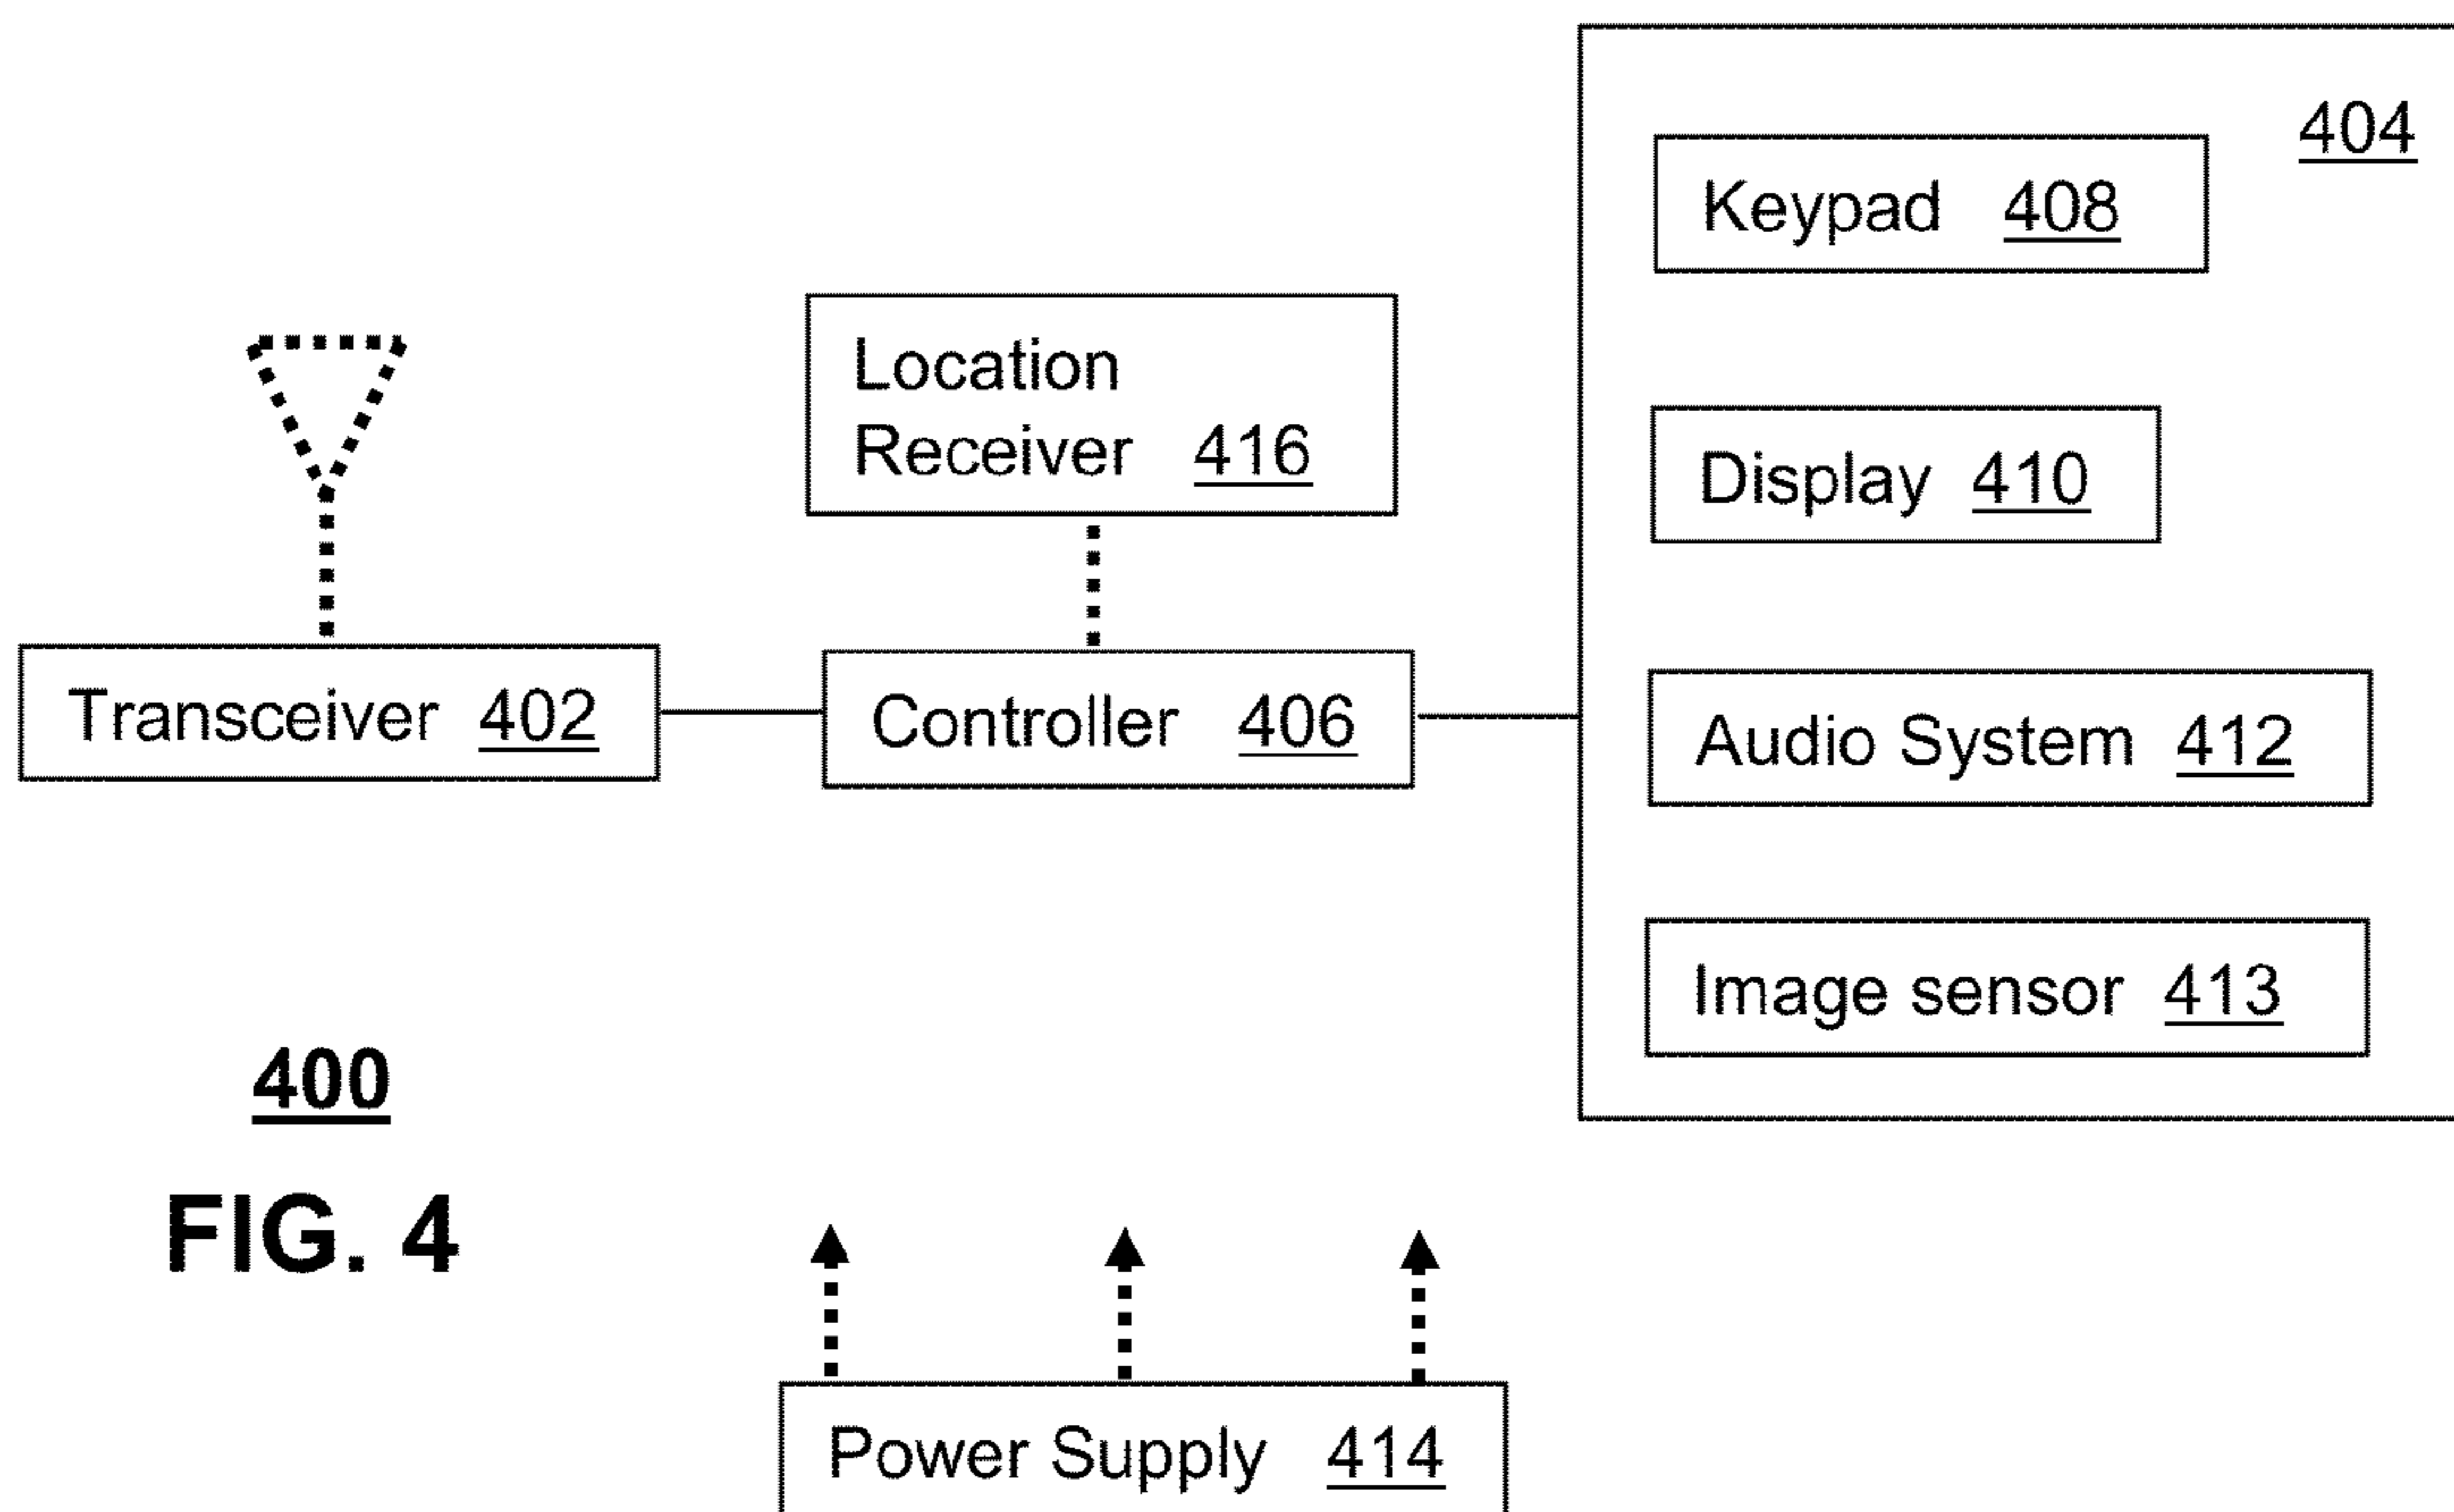 404
Keypad 408
Location
Receiver 416
Display 410
Transceiver 402
Controller 406
Audio System 412
Image sensor 413
400
FIG. 4
Power Supply 414